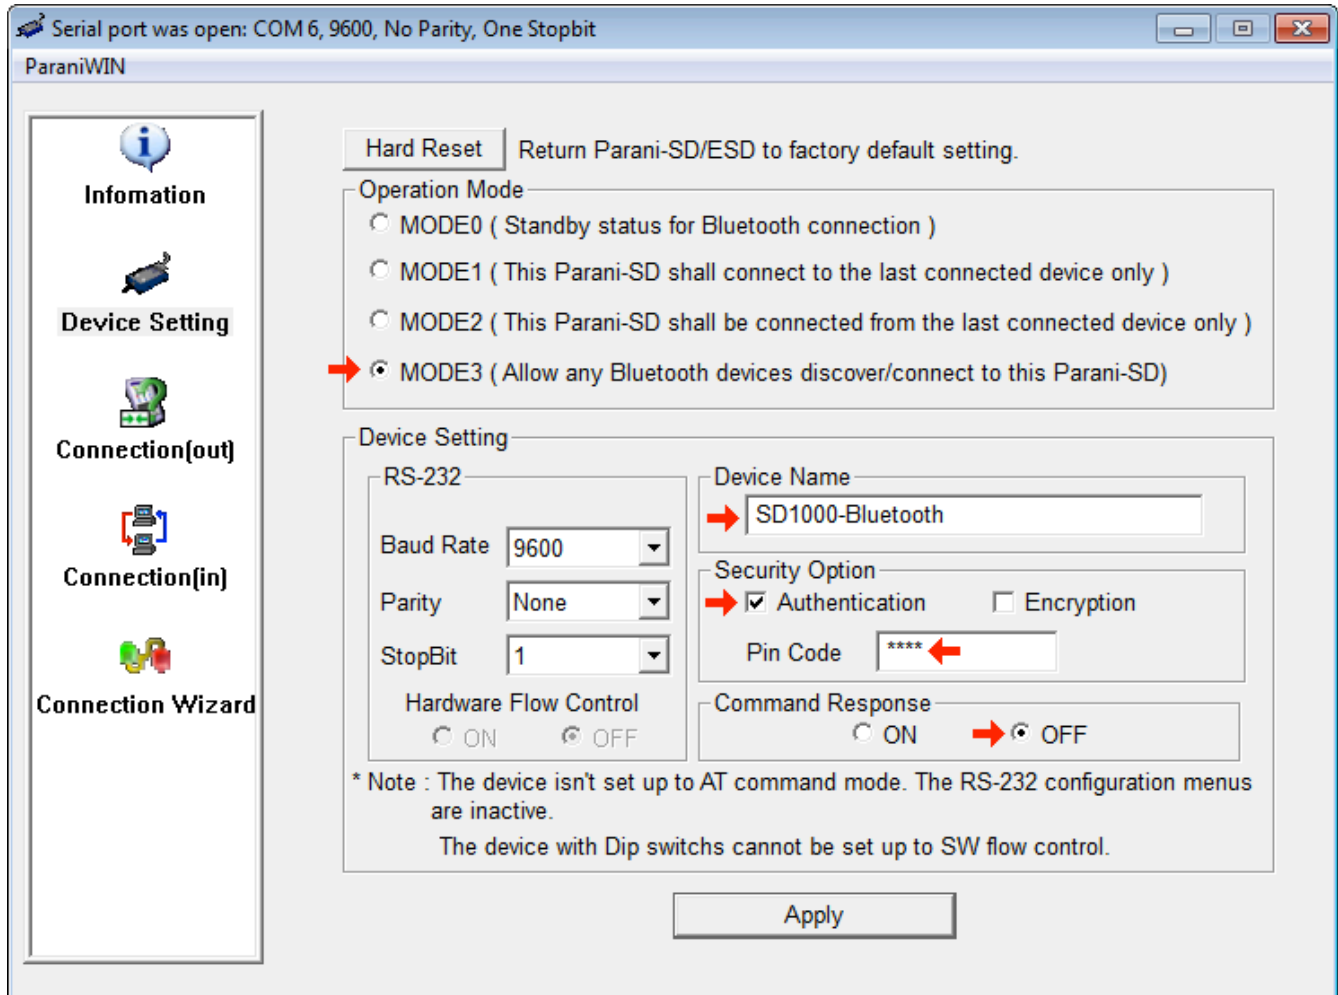 Serial port was open: COM 6, 9600, No Parity, One Stopbit
ParaniWIN
Infomation
Device Setting
Connection(out)
Connection(in)
Connection Wizard
Hard Reset Return Parani-SD/ESD to factory default setting.
Operation Mode
MODE0 ( Standby status for Bluetooth connection )
MODE1 ( This Parani-SD shall connect to the last connected device only )
MODE2 ( This Parani-SD shall be connected from the last connected device only )
MODE3 ( Allow any Bluetooth devices discover/connect to this Parani-SD)
Device Setting
RS-232
Baud Rate 9600
Parity None
StopBit 1
Hardware Flow Control
ON OFF
Device Name
SD1000-Bluetooth
Security Option
Authentication Encryption
Pin Code ****
Command Response
ON OFF
* Note : The device isn't set up to AT command mode. The RS-232 configuration menus
are inactive.
The device with Dip switchs cannot be set up to SW flow control.
Apply